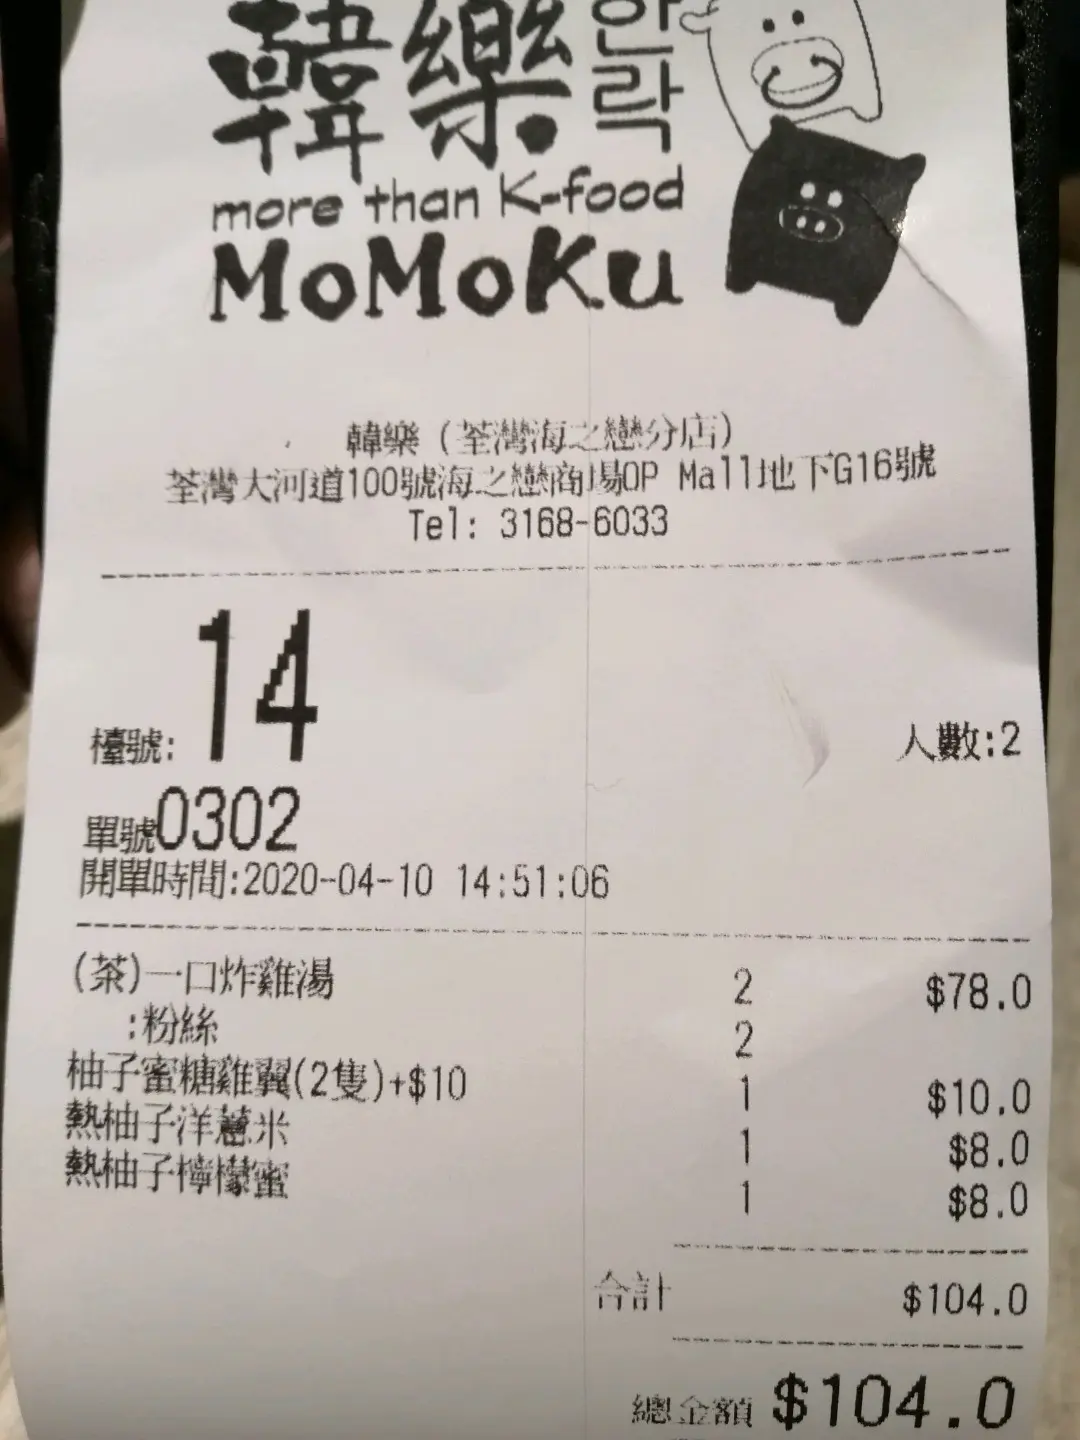 韓樂 안락
more than K-food
MoMoKu
韓樂 (荃灣海之戀分店)
荃灣大河道100號海之戀商場OP Mall地下G16號
Tel: 3168-6033
檯號: 14 人數:2
單號0302
開單時間:2020-04-10 14:51:06
(茶)一口炸雞湯 2 $78.0
:粉絲 2
柚子蜜糖雞翼(2隻)+$10 1 $10.0
熱柚子洋薏米 1 $8.0
熱柚子檸檬蜜 1 $8.0
合計 $104.0
總金額 $104.0